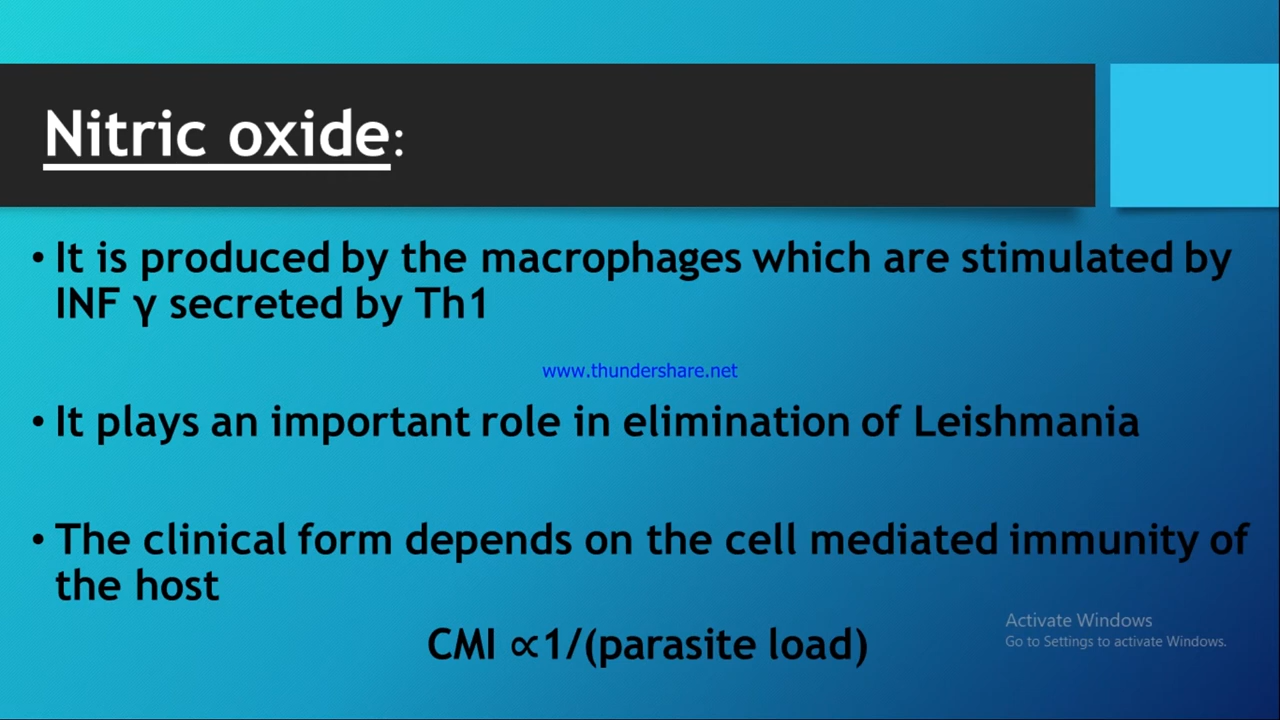 Nitric oxide:
• It is produced by the macrophages which are stimulated by
INF γ secreted by Th1
www.thundershare.net
• It plays an important role in elimination of Leishmania
• The clinical form depends on the cell mediated immunity of
the host
CMI ∝1/(parasite load)
Activate Windows
Go to Settings to activate Windows.